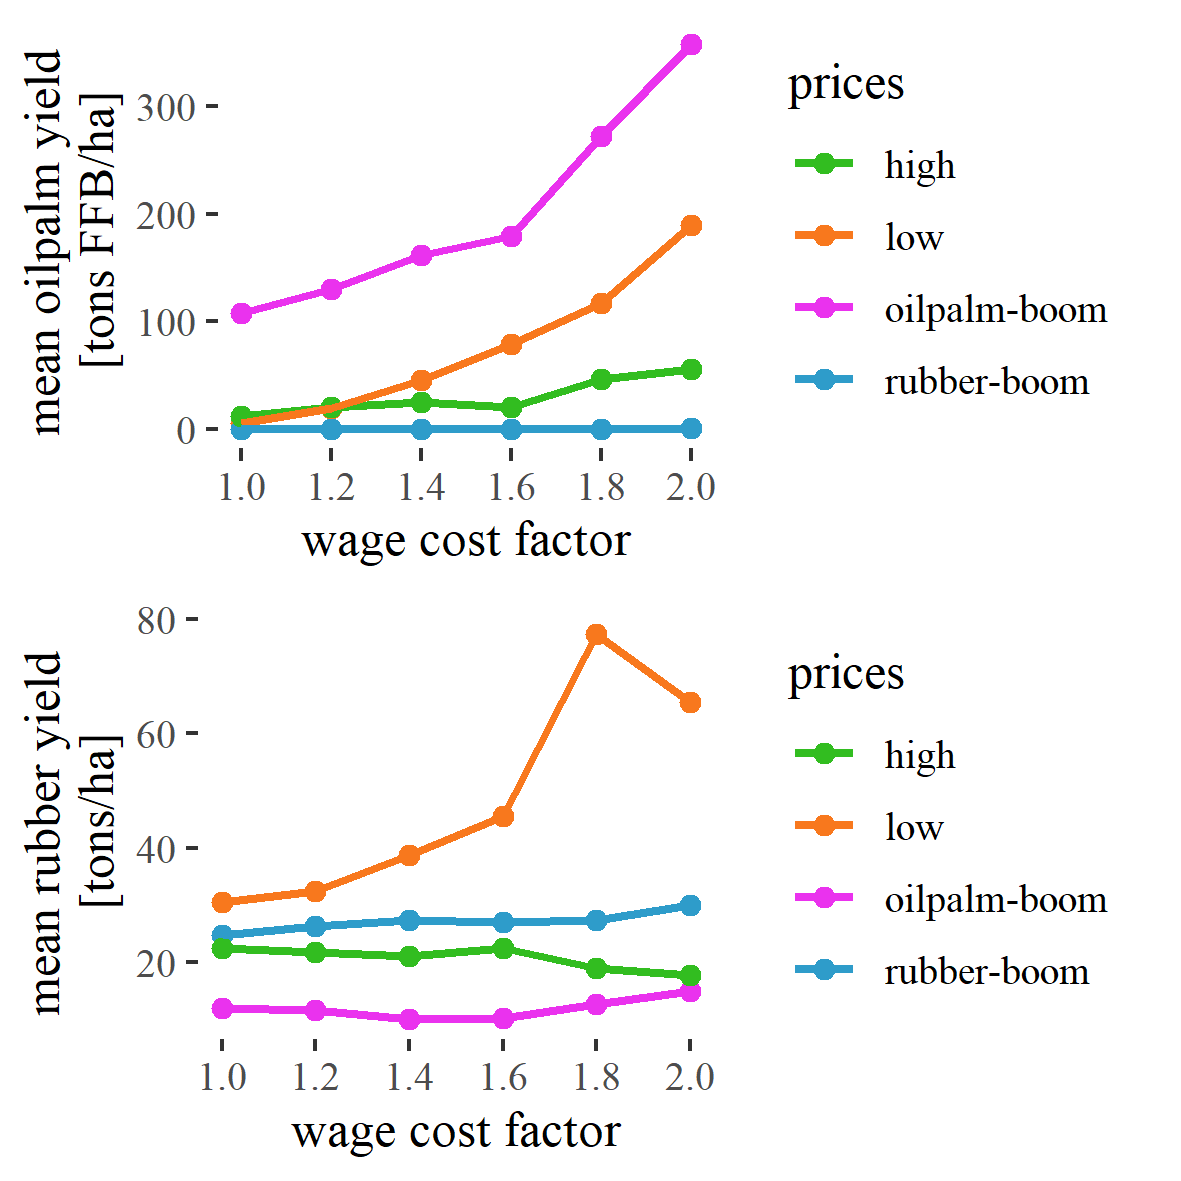 mean oilpalm yield
[tons FFB/ha]
300
200
100
0
1.0 1.2 1.4 1.6 1.8 2.0
wage cost factor
prices
high
low
oilpalm-boom
rubber-boom
mean rubber yield
[tons/ha]
80
60
40
20
1.0 1.2 1.4 1.6 1.8 2.0
wage cost factor
prices
high
low
oilpalm-boom
rubber-boom